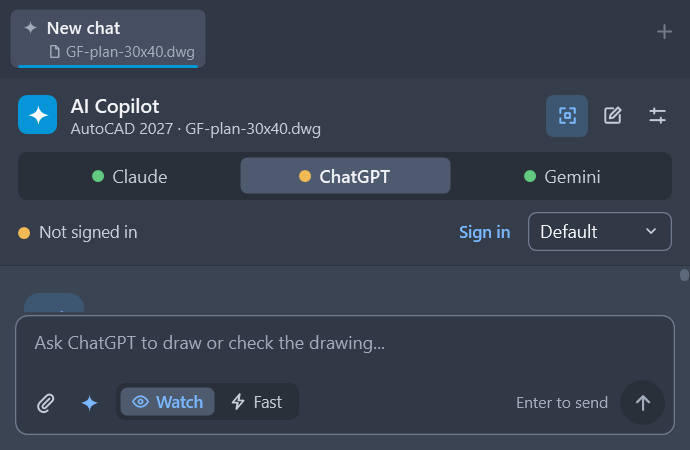 New chat
GF-plan-30x40.dwg
AI Copilot
AutoCAD 2027 · GF-plan-30x40.dwg
Claude
ChatGPT
Gemini
Not signed in
Sign in
Default
Ask ChatGPT to draw or check the drawing...
Watch
Fast
Enter to send